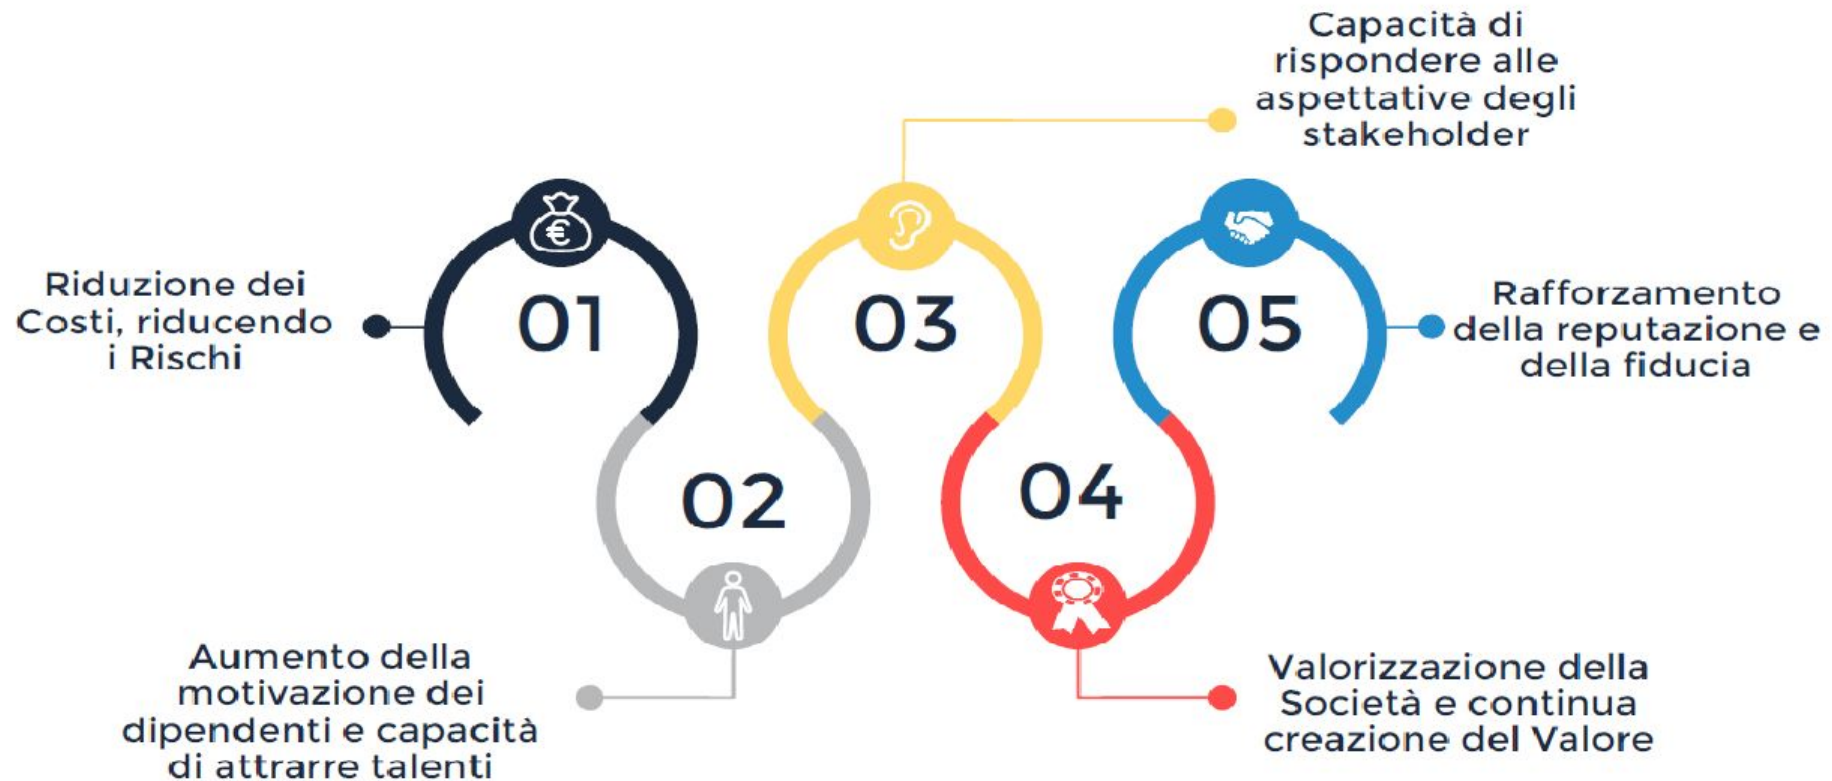 01
Riduzione dei
Costi, riducendo
i Rischi
02
Aumento della
motivazione dei
dipendenti e capacità
di attrarre talenti
03
Capacità di
rispondere alle
aspettative degli
stakeholder
04
Valorizzazione della
Società e continua
creazione del Valore
05
Rafforzamento
della reputazione e
della fiducia
€